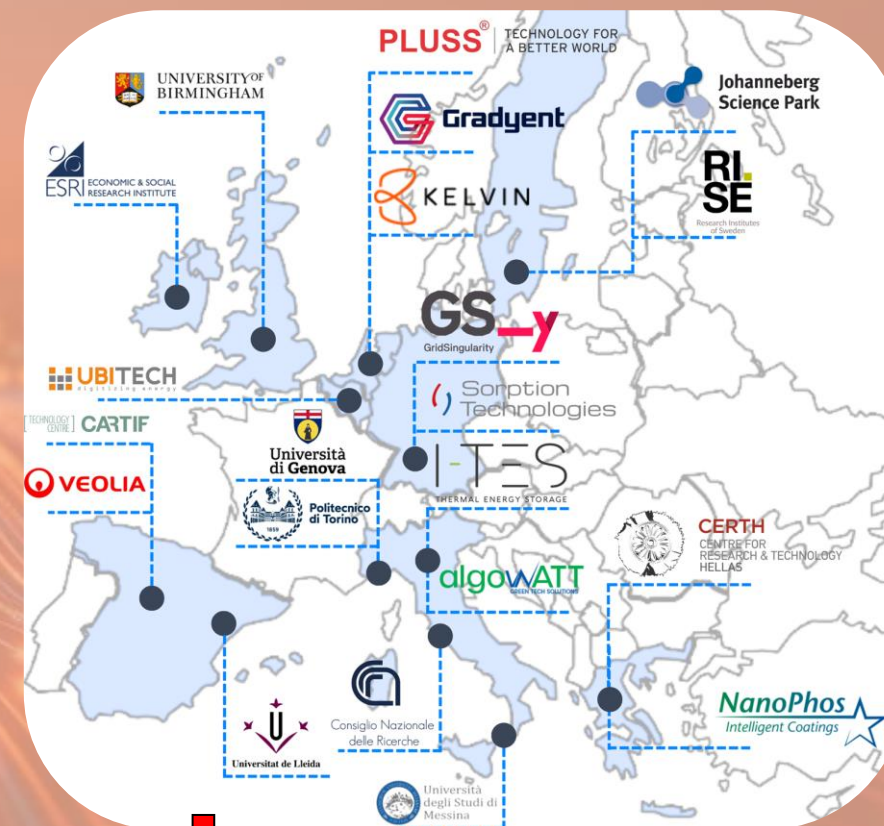 PLUSS®
TECHNOLOGY FOR
A BETTER WORLD
UNIVERSITY OF
BIRMINGHAM
Johanneberg
Science Park
Gradyent
ESRI
ECONOMIC & SOCIAL
RESEARCH INSTITUTE
KELVIN
RI.
SE
Research Institutes
of Sweden
GS_y
GridSingularity
UBITECH
digitizing energy
Sorption
Technologies
[TECHNOLOGY
CENTRE]
CARTIF
Università
di Genova
VEOLIA
I-TES
THERMAL ENERGY STORAGE
1859
Politecnico
di Torino
CERTH
CENTRE FOR
RESEARCH & TECHNOLOGY
HELLAS
algoWATT
GREEN TECH SOLUTIONS
NanoPhos
Intelligent Coatings
U
Universitat de Lleida
Consiglio Nazionale
delle Ricerche
Università
degli Studi di
Messina